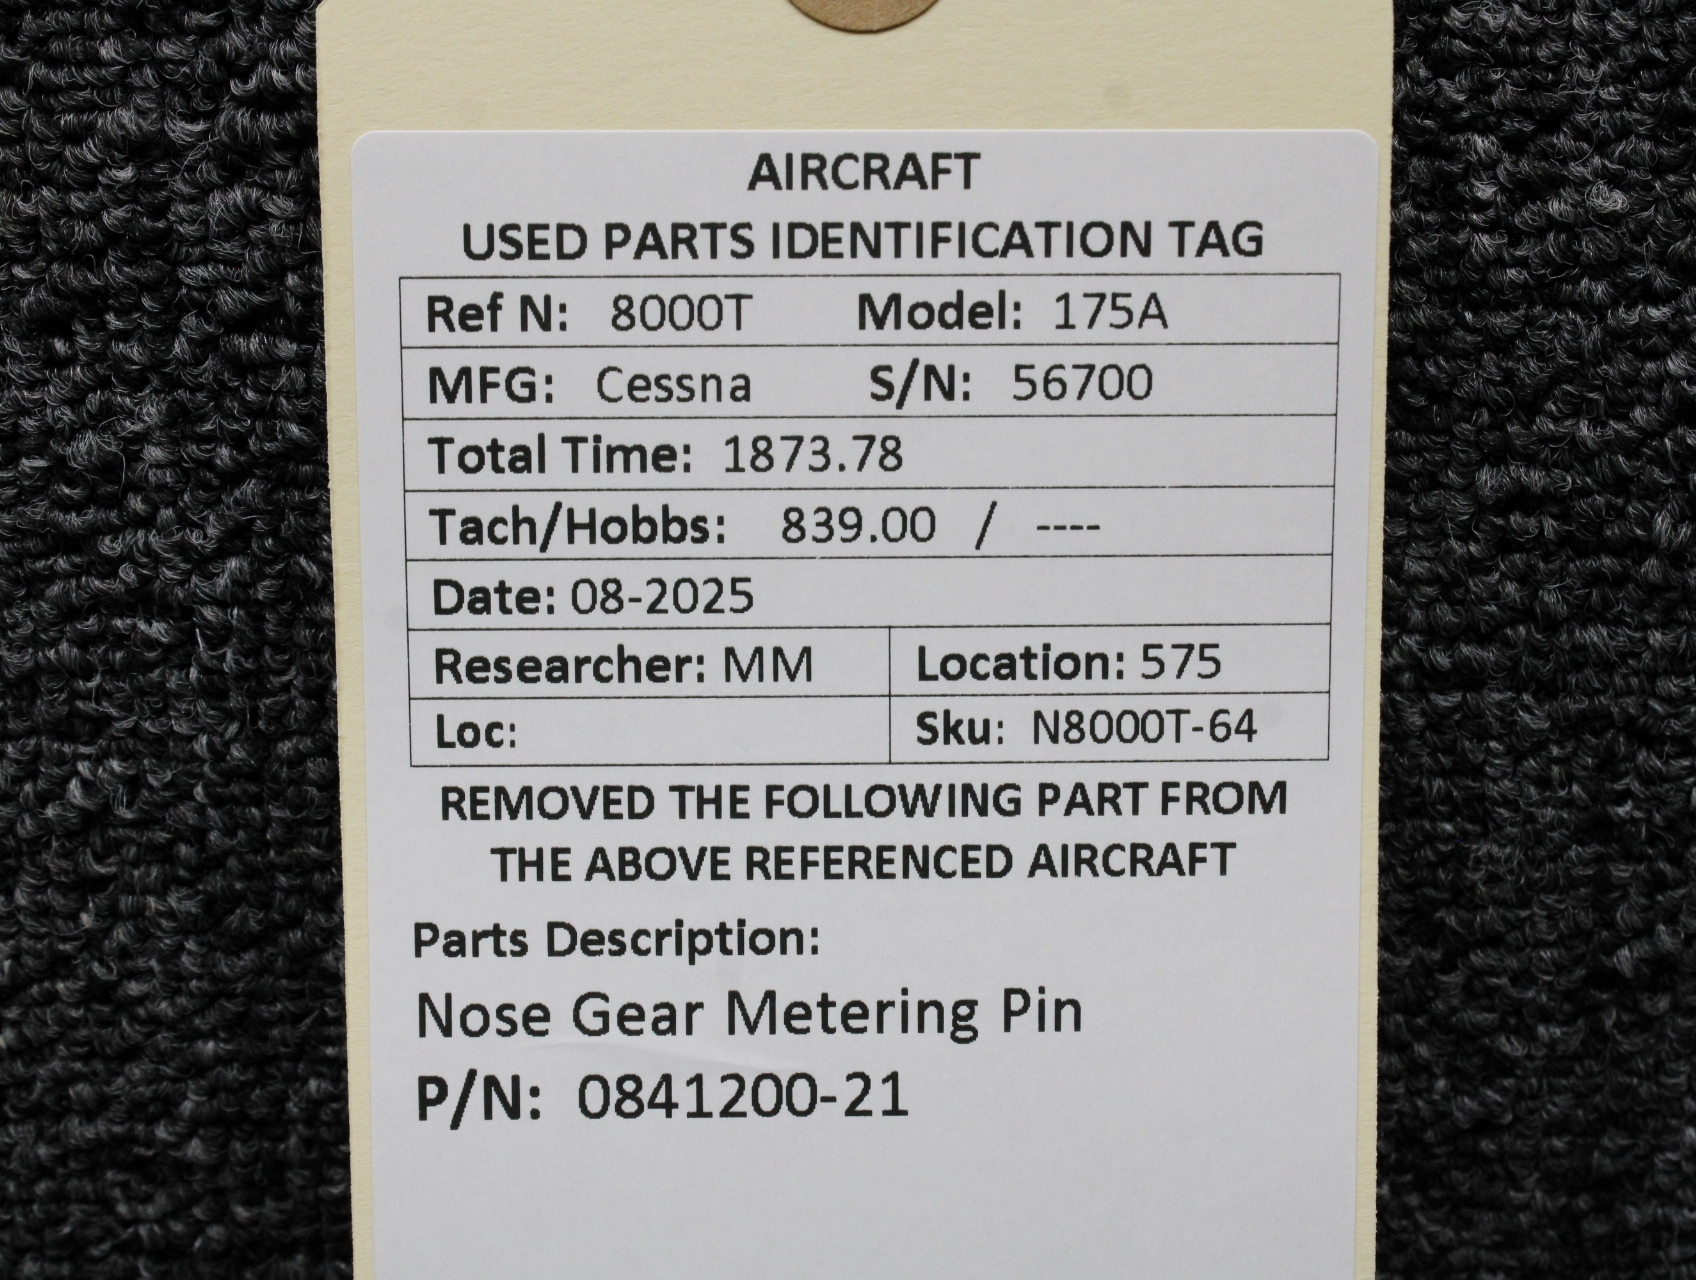 AIRCRAFT
USED PARTS IDENTIFICATION TAG
Ref N: 8000T Model: 175A
MFG: Cessna S/N: 56700
Total Time: 1873.78
Tach/Hobbs: 839.00 / ----
Date: 08-2025
Researcher: MM Location: 575
Loc: Sku: N8000T-64
REMOVED THE FOLLOWING PART FROM
THE ABOVE REFERENCED AIRCRAFT
Parts Description:
Nose Gear Metering Pin
P/N: 0841200-21